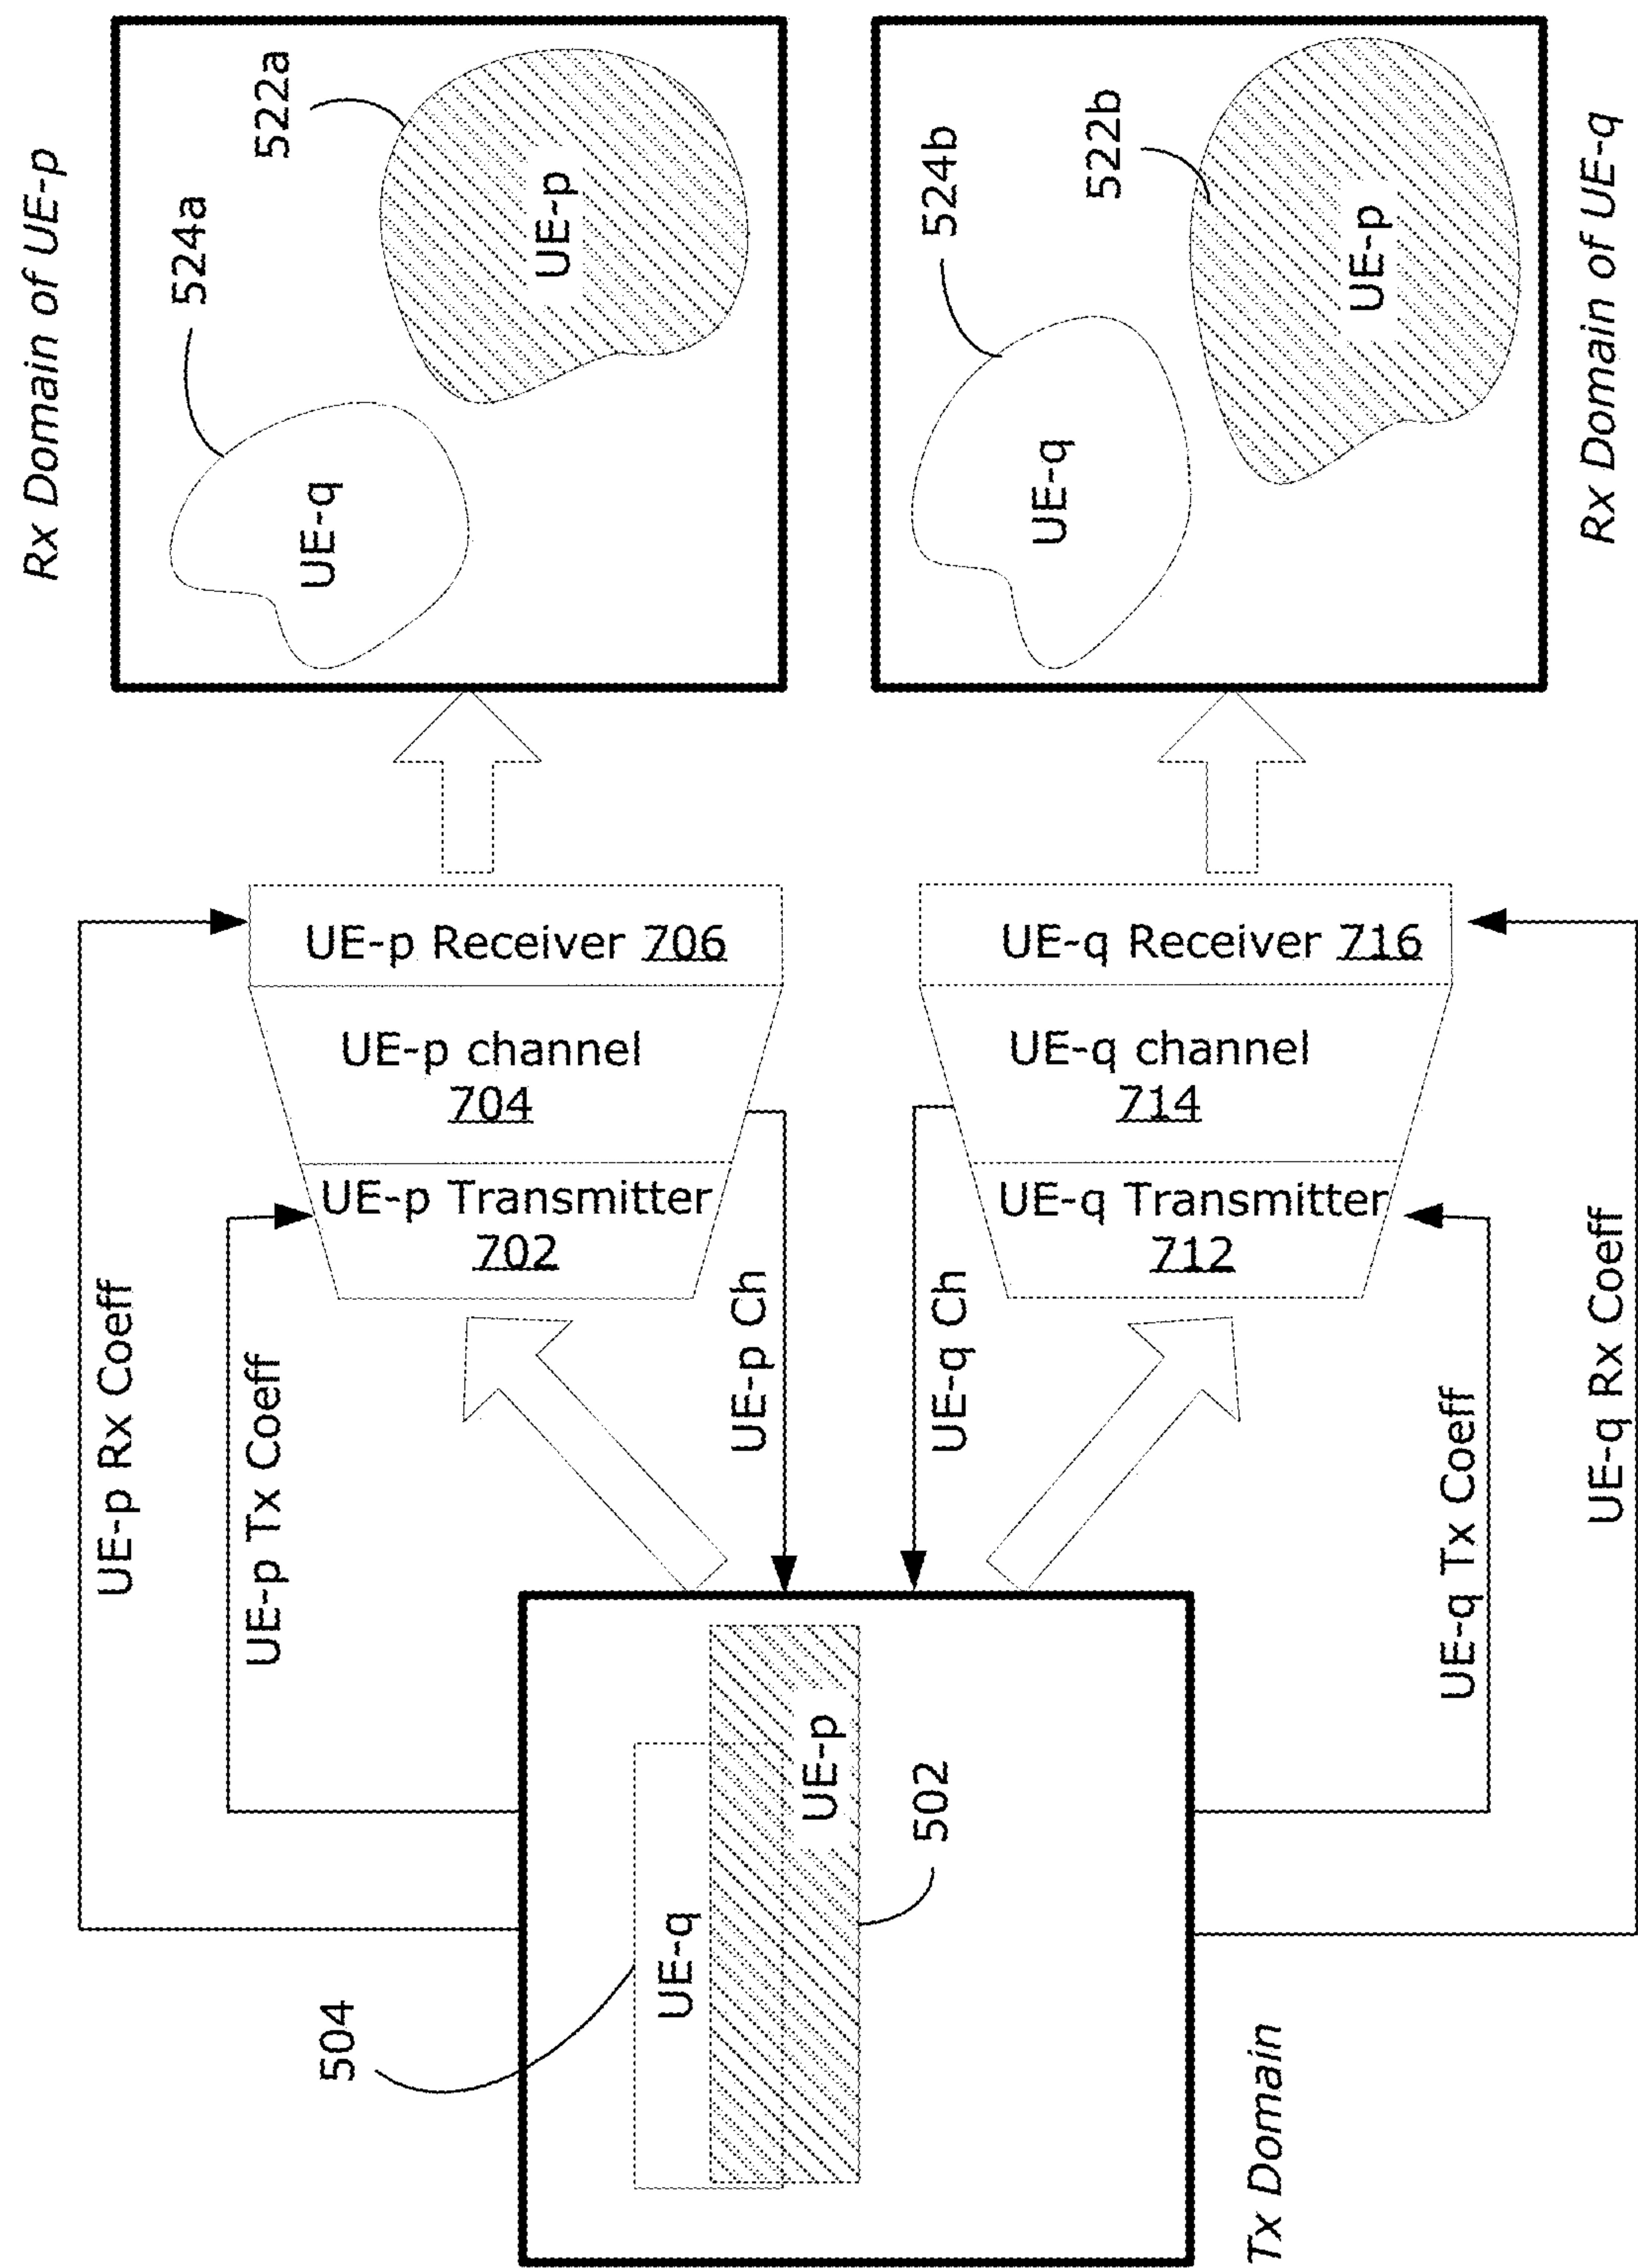 Rx Domain of UE-p
524a
522a
UE-q
UE-p
524b
522b
UE-q
UE-p
Rx Domain of UE-q
UE-p Receiver 706
UE-p channel
704
UE-p Transmitter
702
UE-q Receiver 716
UE-q channel
714
UE-q Transmitter
712
UE-p Rx Coeff
UE-p Tx Coeff
UE-p Ch
UE-q Ch
UE-q Tx Coeff
UE-q Rx Coeff
504
UE-q
UE-p
502
Tx Domain